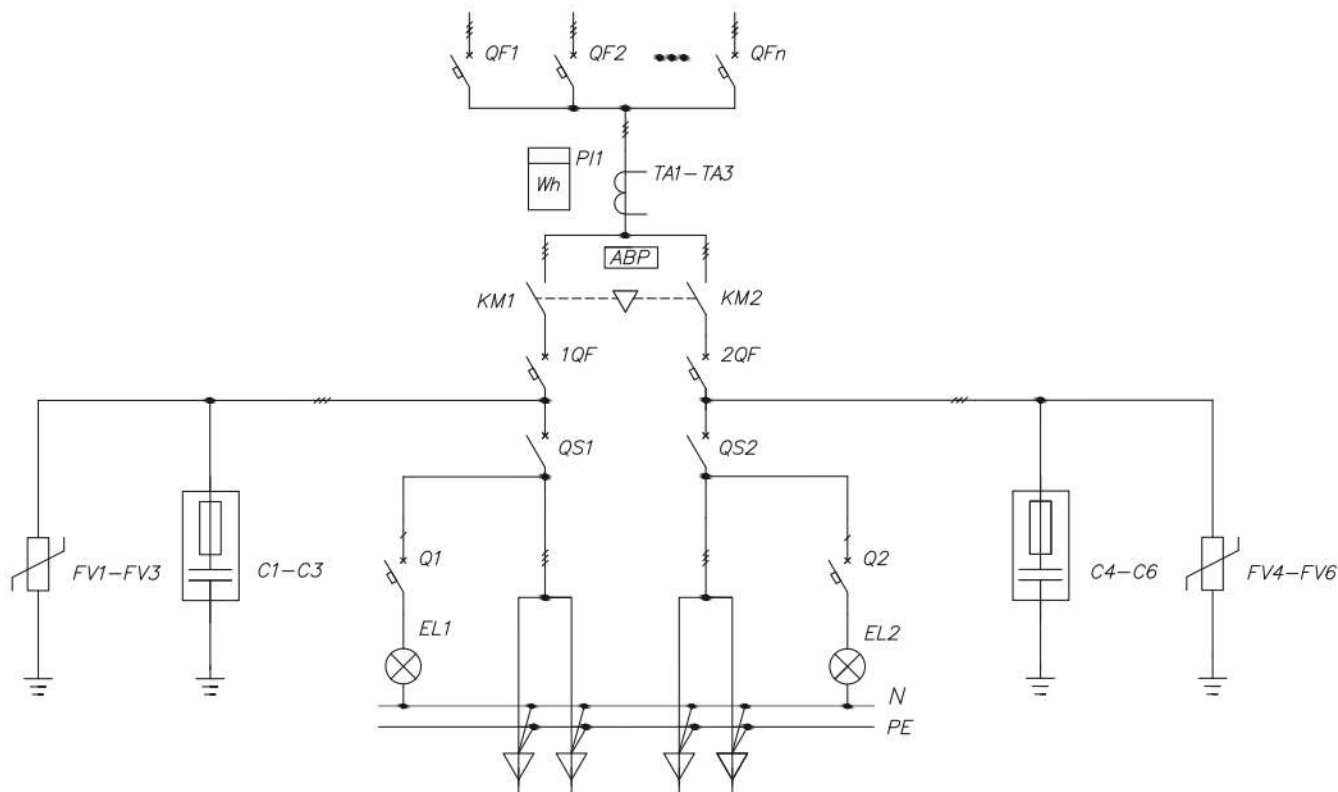 QF1 QF2 QFn
PI1 TA1-TA3
Wh
АВР
KM1 KM2
1QF 2QF
QS1 QS2
Q1 Q2
FV1-FV3 C1-C3 C4-C6 FV4-FV6
EL1 EL2
N
PE